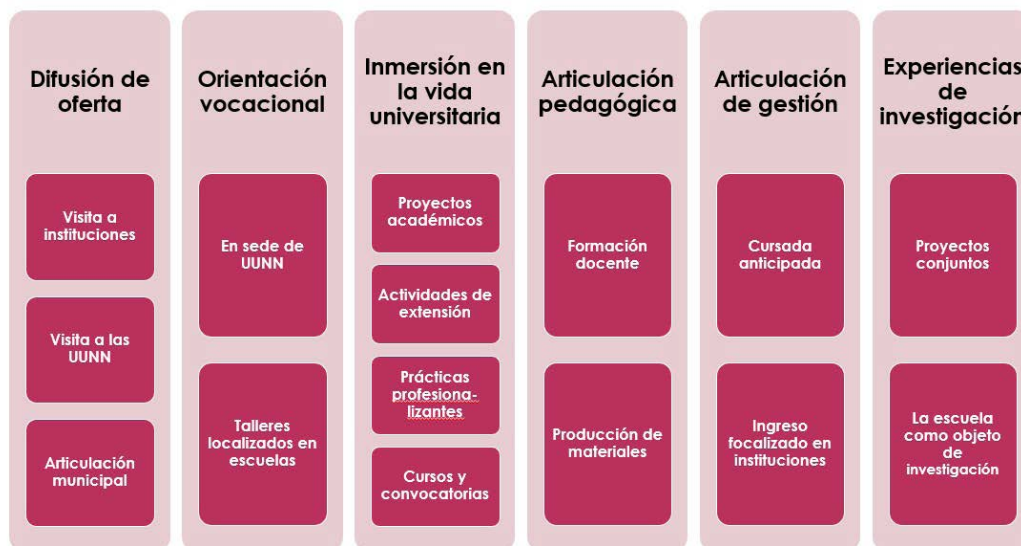 Difusión de
oferta
Visita a
instituciones
Visita a las
UUNN
Articulación
municipal
Orientación
vocacional
En sede de
UUNN
Talleres
localizados en
escuelas
Inmersión en
la vida
universitaria
Proyectos
académicos
Actividades de
extensión
Prácticas
profesiona-
lizantes
Cursos y
convocatorias
Articulación
pedagógica
Formación
docente
Producción de
materiales
Articulación
de gestión
Cursada
anticipada
Ingreso
focalizado en
instituciones
Experiencias
de
investigación
Proyectos
conjuntos
La escuela
como objeto
de
investigación